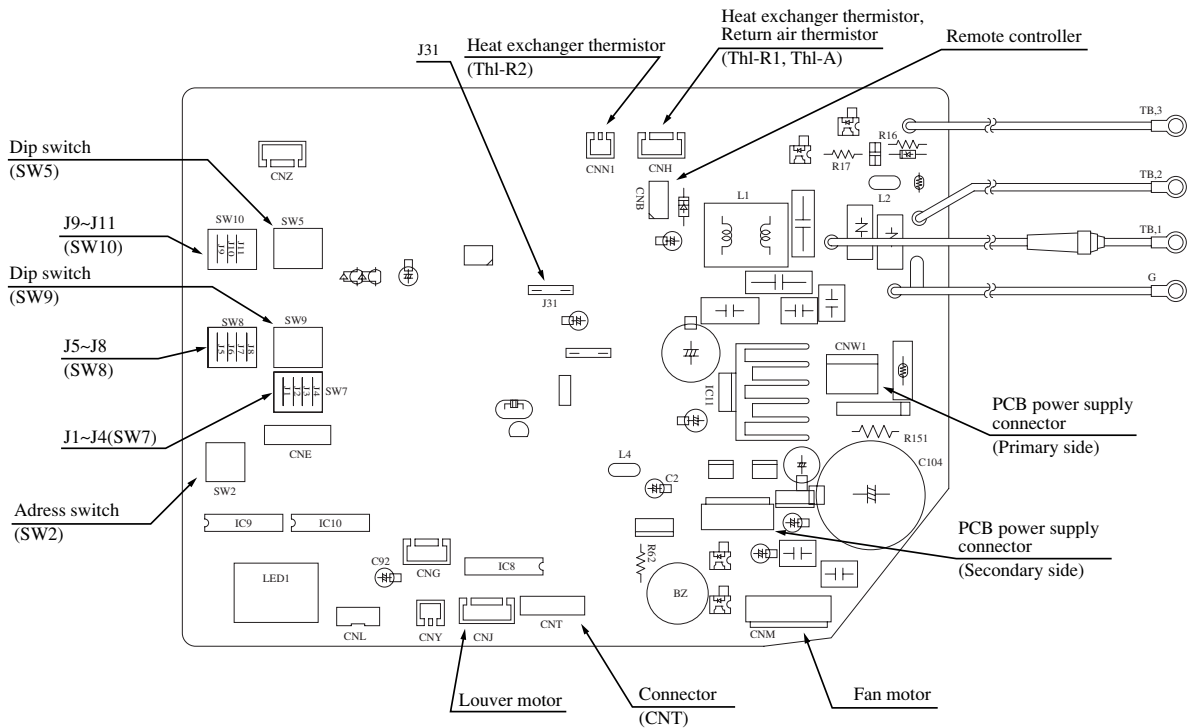 Heat exchanger thermistor,
Return air thermistor
(Thl-R1, Thl-A)
Remote controller
Heat exchanger thermistor
(Thl-R2)
J31
TB,3
R16
R17
CNN1
CNH
CNB
L1
L2
TB,2
TB,1
G
Dip switch
(SW5)
CNZ
SW10
SW5
J9
J10
J11
J9~J11
(SW10)
Dip switch
(SW9)
J31
SW8
SW9
J5
J6
J7
J8
J5~J8
(SW8)
J1
J2
J3
J4
SW7
J1~J4(SW7)
CNE
IC11
CNW1
PCB power supply
connector
(Primary side)
R151
C104
SW2
L4
C2
Adress switch
(SW2)
IC9
IC10
PCB power supply
connector
(Secondary side)
R62
LED1
C92
CNG
IC8
BZ
CNL
CNY
CNJ
CNT
CNM
Louver motor
Connector
(CNT)
Fan motor